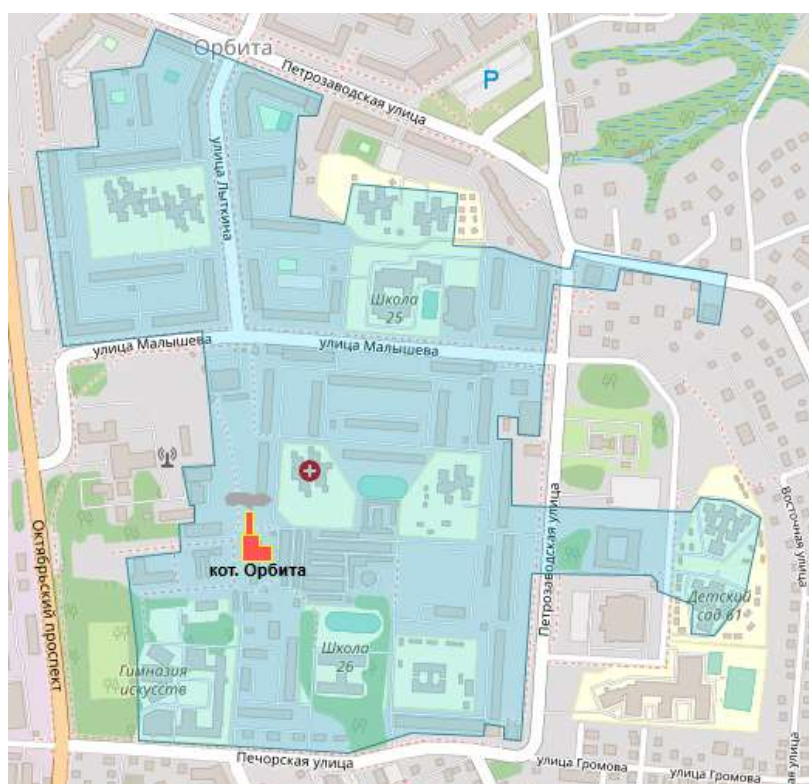 Орбита
P
Петрозаводская улица
улица Лыткина
Школа
25
улица Малышева
улица Малышева
Октябрьский проспект
кот. Орбита
Петрозаводская улица
Восточная улица
Детский
сад 61
Школа
26
Гимназия
искусств
Печорская улица
улица Громова
улица Громова
улица